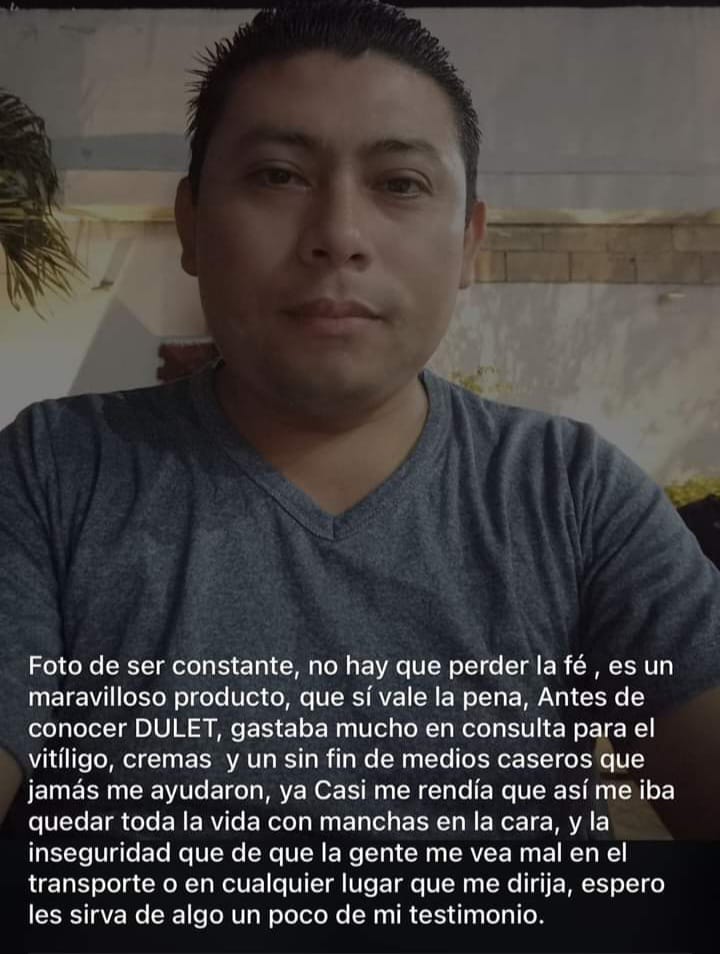 Foto de ser constante, no hay que perder la fé , es un
maravilloso producto, que sí vale la pena, Antes de
conocer DULET, gastaba mucho en consulta para el
vitíligo, cremas  y un sin fin de medios caseros que
jamás me ayudaron, ya Casi me rendía que así me iba
quedar toda la vida con manchas en la cara, y la
inseguridad que de que la gente me vea mal en el
transporte o en cualquier lugar que me dirija, espero
les sirva de algo un poco de mi testimonio.